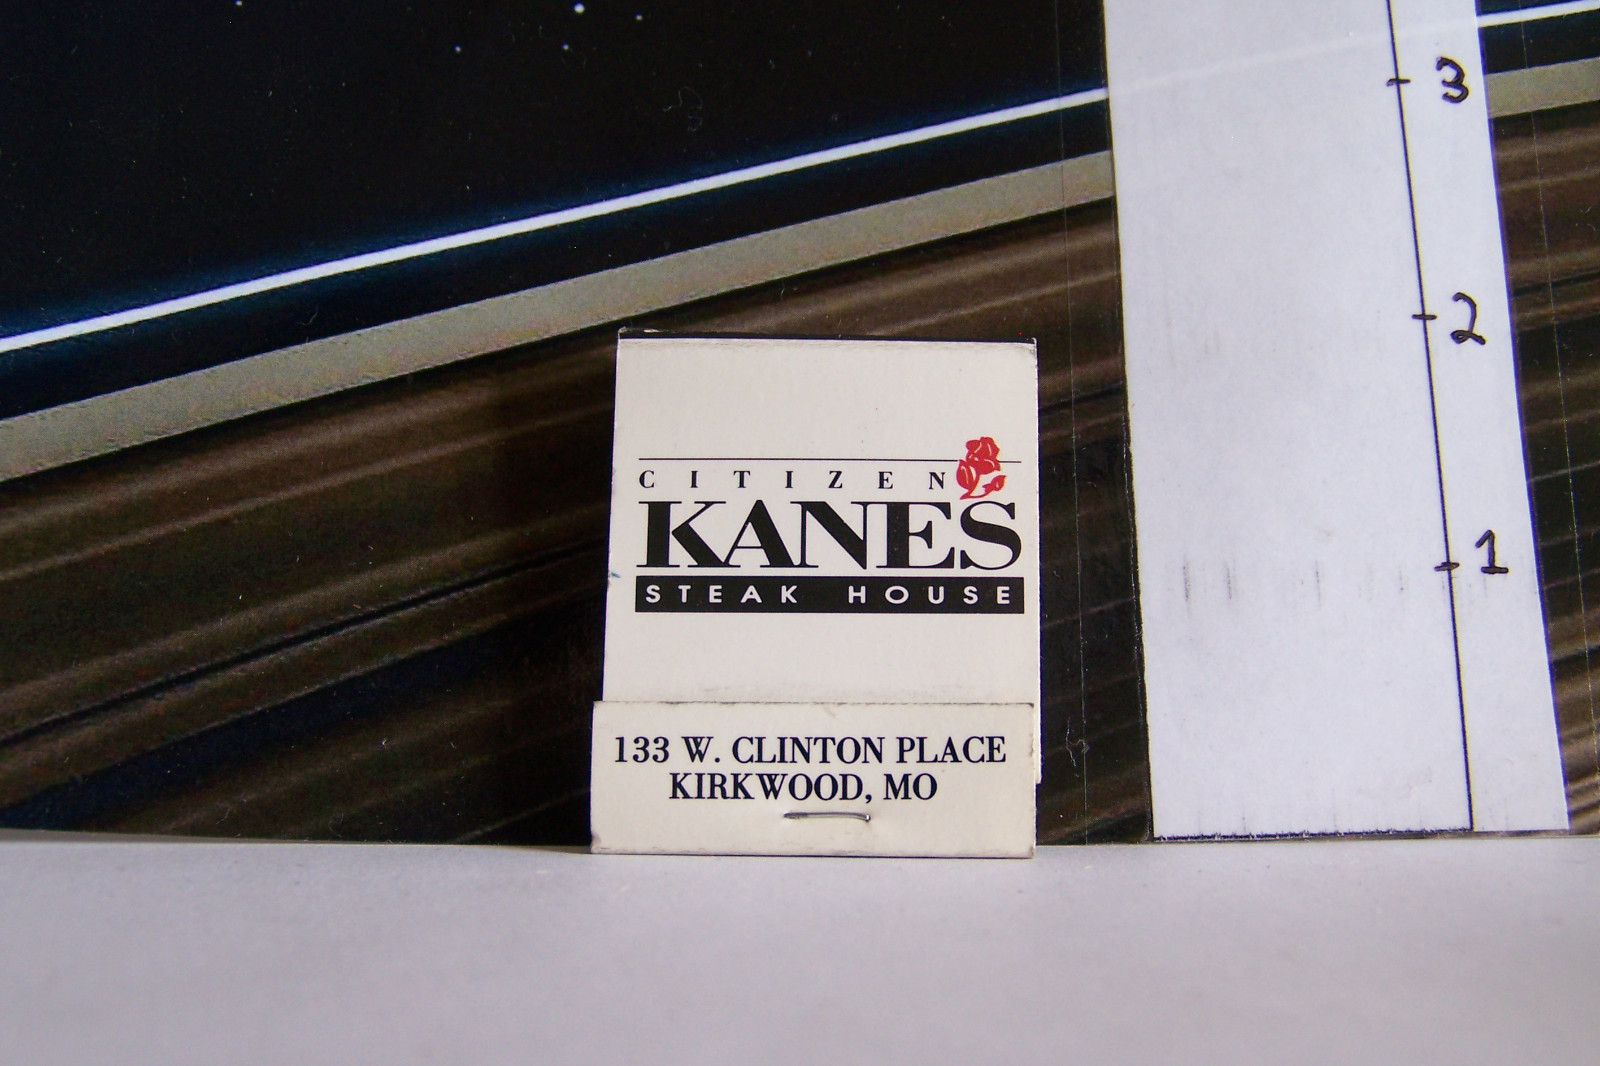 3
2
1
CITIZEN
KANES
STEAK HOUSE
133 W. CLINTON PLACE
KIRKWOOD, MO